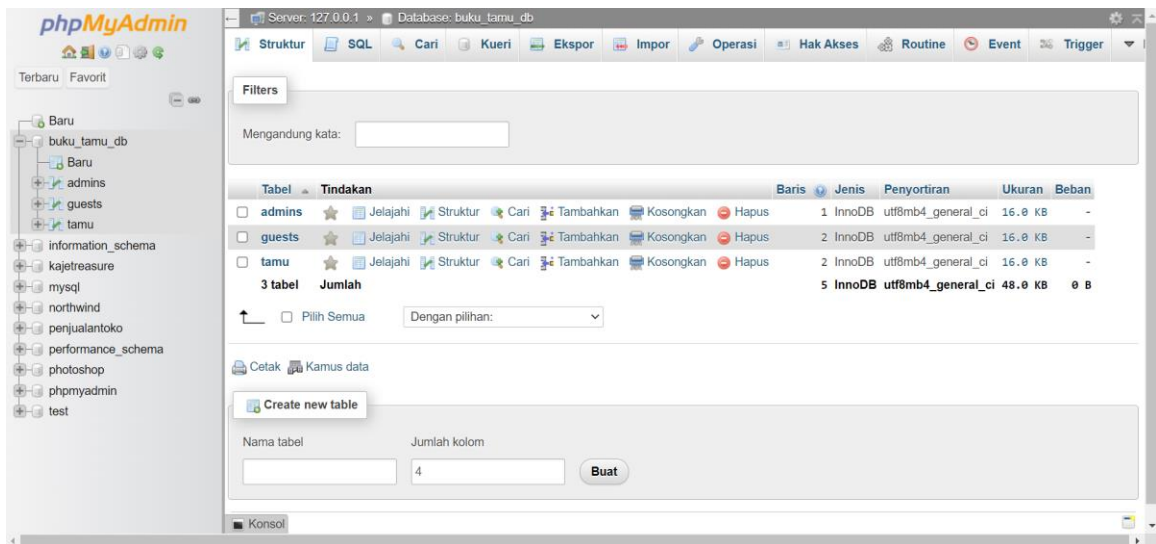 phpMyAdmin
Terbaru Favorit
Baru
buku_tamu_db
Baru
admins
guests
tamu
information_schema
kajetreasure
mysql
northwind
penjualantoko
performance_schema
photoshop
phpmyadmin
test
Server: 127.0.0.1 » Database: buku_tamu_db
Struktur SQL Cari Kueri Ekspor Impor Operasi Hak Akses Routine Event Trigger
Filters
Mengandung kata:
Tabel Tindakan Baris Jenis Penyortiran Ukuran Beban
admins Jelajahi Struktur Cari Tambahkan Kosongkan Hapus 1 InnoDB utf8mb4_general_ci 16.0 KB -
guests Jelajahi Struktur Cari Tambahkan Kosongkan Hapus 2 InnoDB utf8mb4_general_ci 16.0 KB -
tamu Jelajahi Struktur Cari Tambahkan Kosongkan Hapus 2 InnoDB utf8mb4_general_ci 16.0 KB -
3 tabel Jumlah 5 InnoDB utf8mb4_general_ci 48.0 KB 0 B
Pilih Semua Dengan pilihan:
Cetak Kamus data
Create new table
Nama tabel Jumlah kolom
4 Buat
Konsol